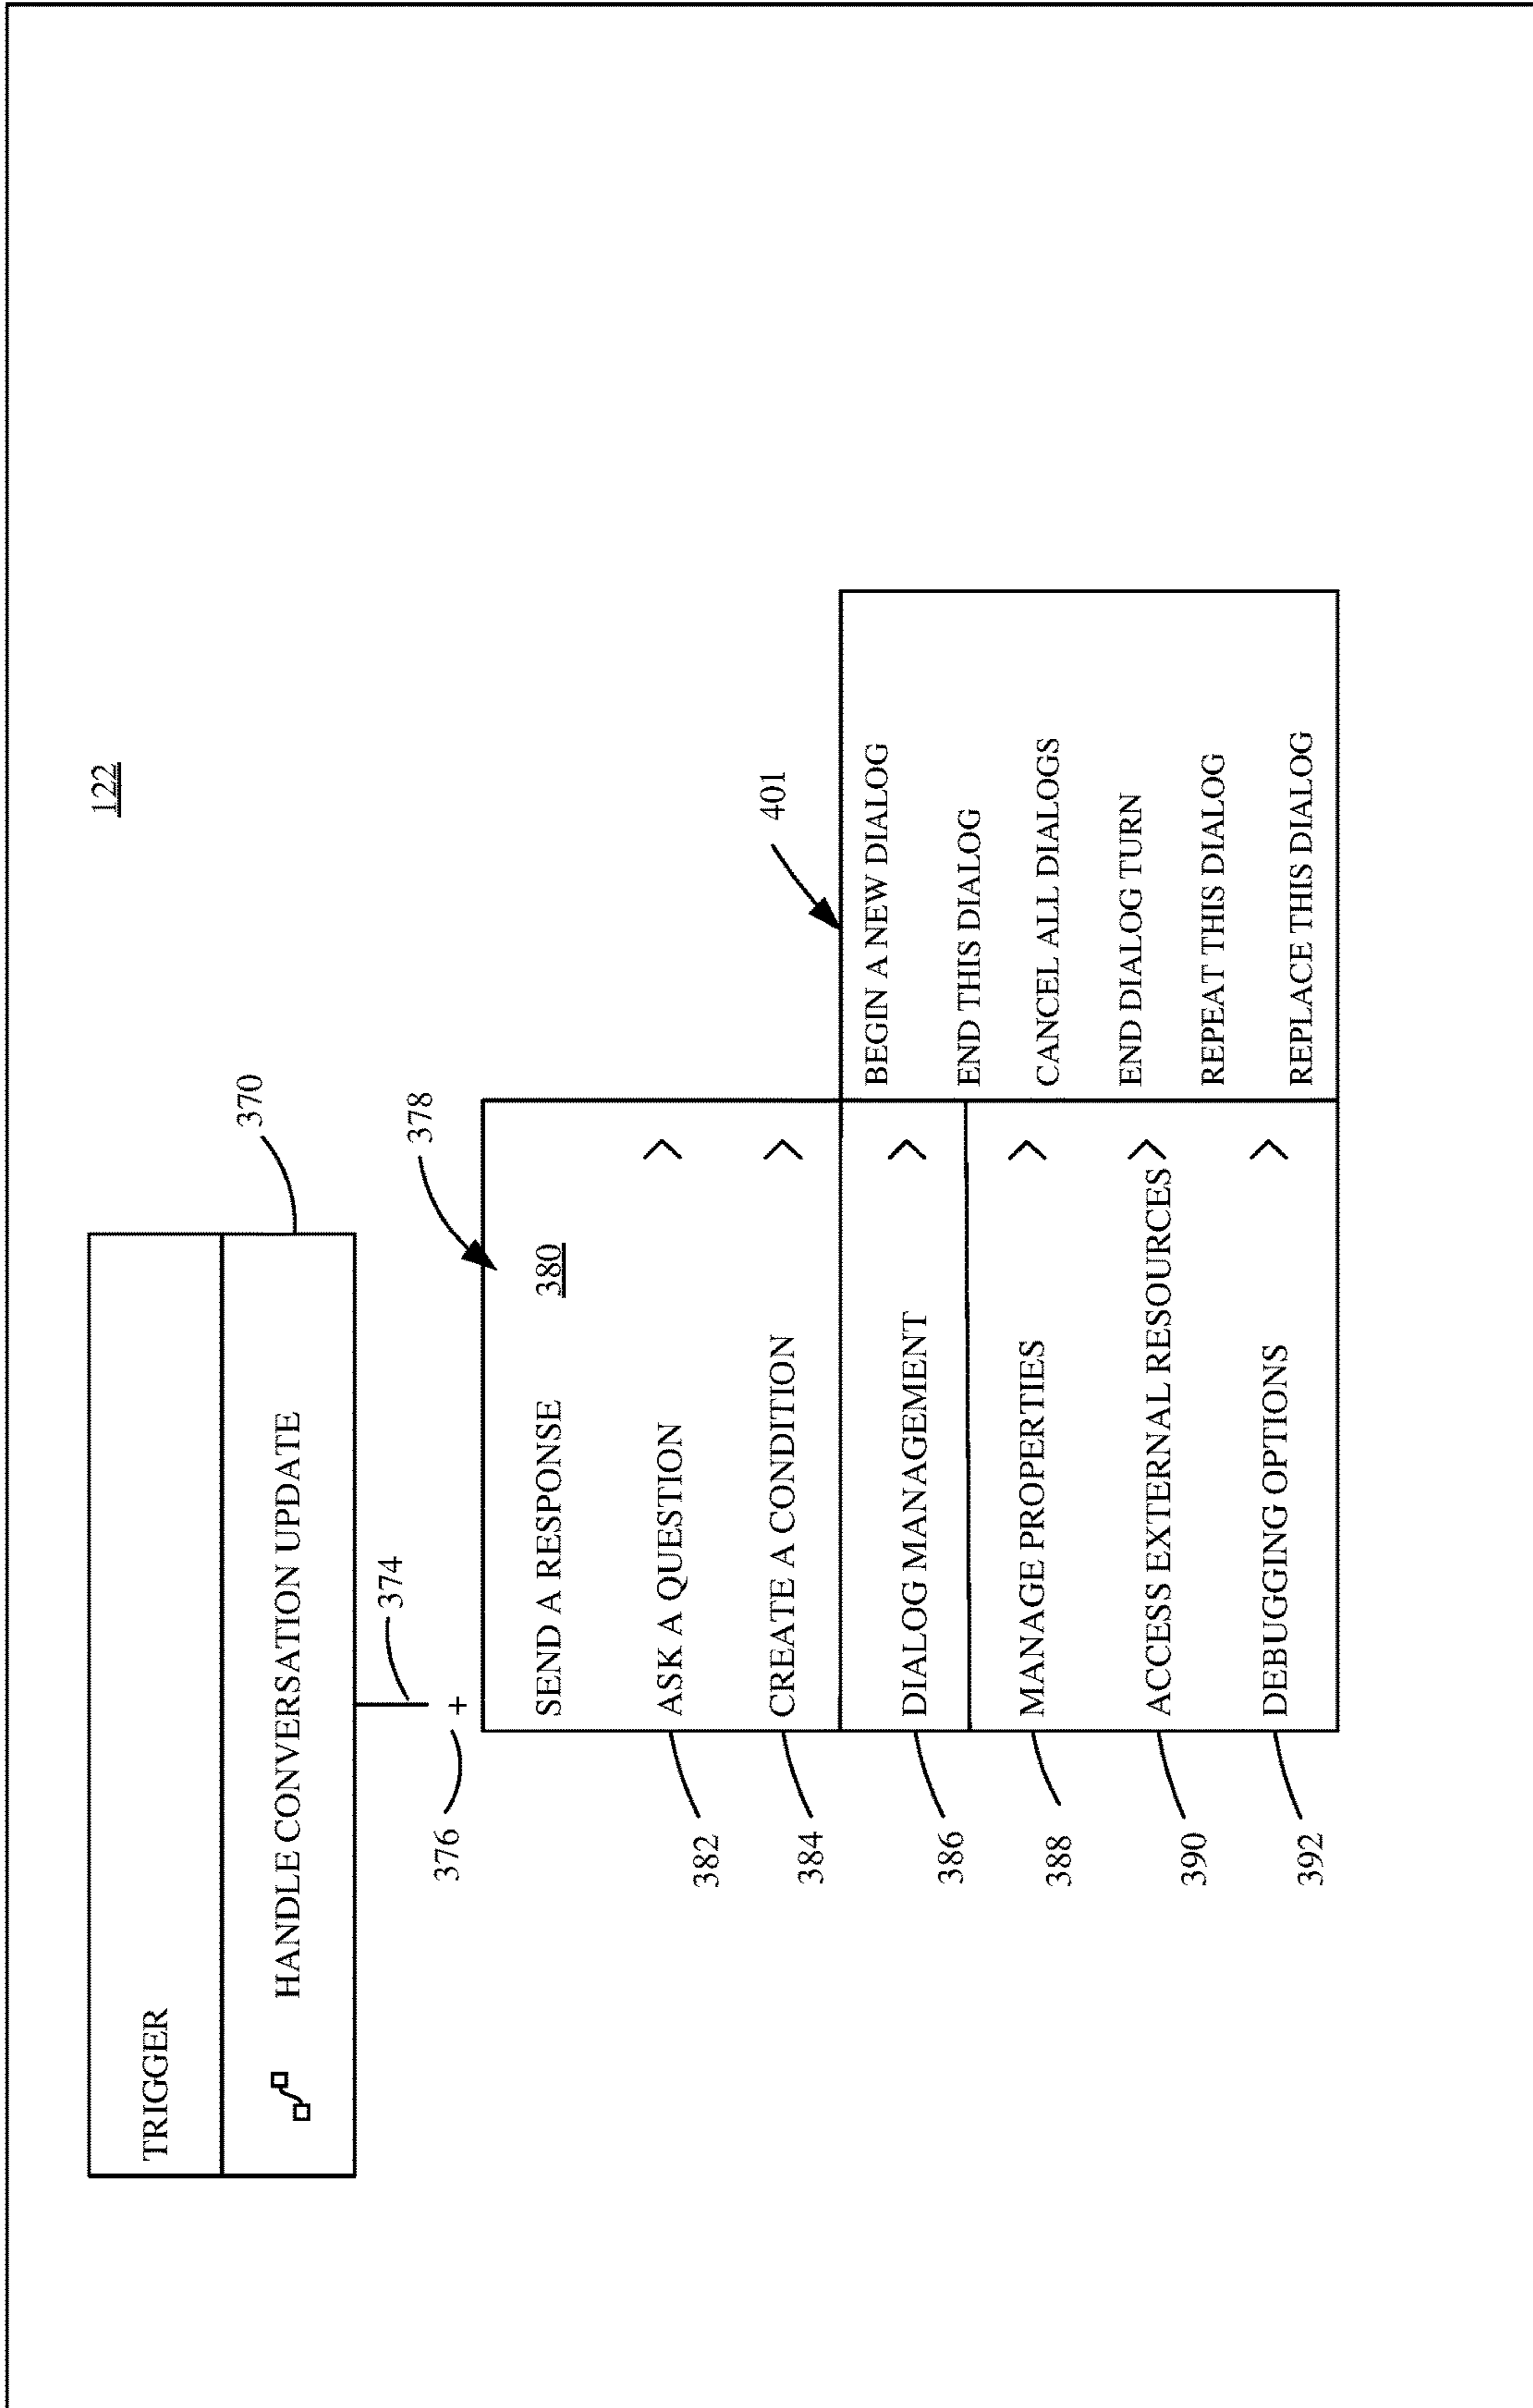 122
TRIGGER
HANDLE CONVERSATION UPDATE
370
374
376
+
378
SEND A RESPONSE 380
382 ASK A QUESTION >
384 CREATE A CONDITION >
386 DIALOG MANAGEMENT >
388 MANAGE PROPERTIES >
390 ACCESS EXTERNAL RESOURCES >
392 DEBUGGING OPTIONS >
401
BEGIN A NEW DIALOG
END THIS DIALOG
CANCEL ALL DIALOGS
END DIALOG TURN
REPEAT THIS DIALOG
REPLACE THIS DIALOG